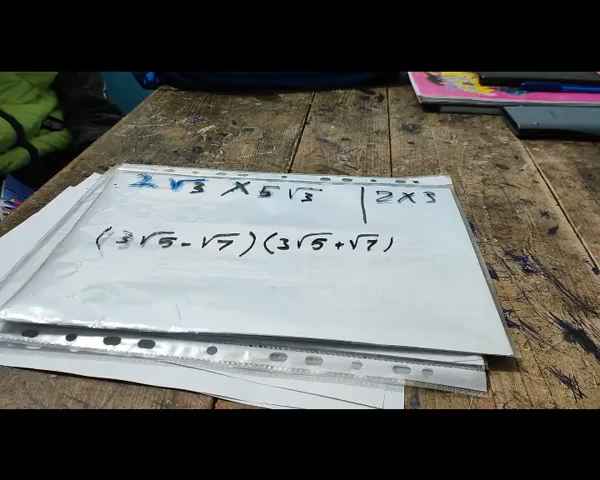 2√3 × 5√3 | 2×3
(3√5 - √7)(3√5 + √7)